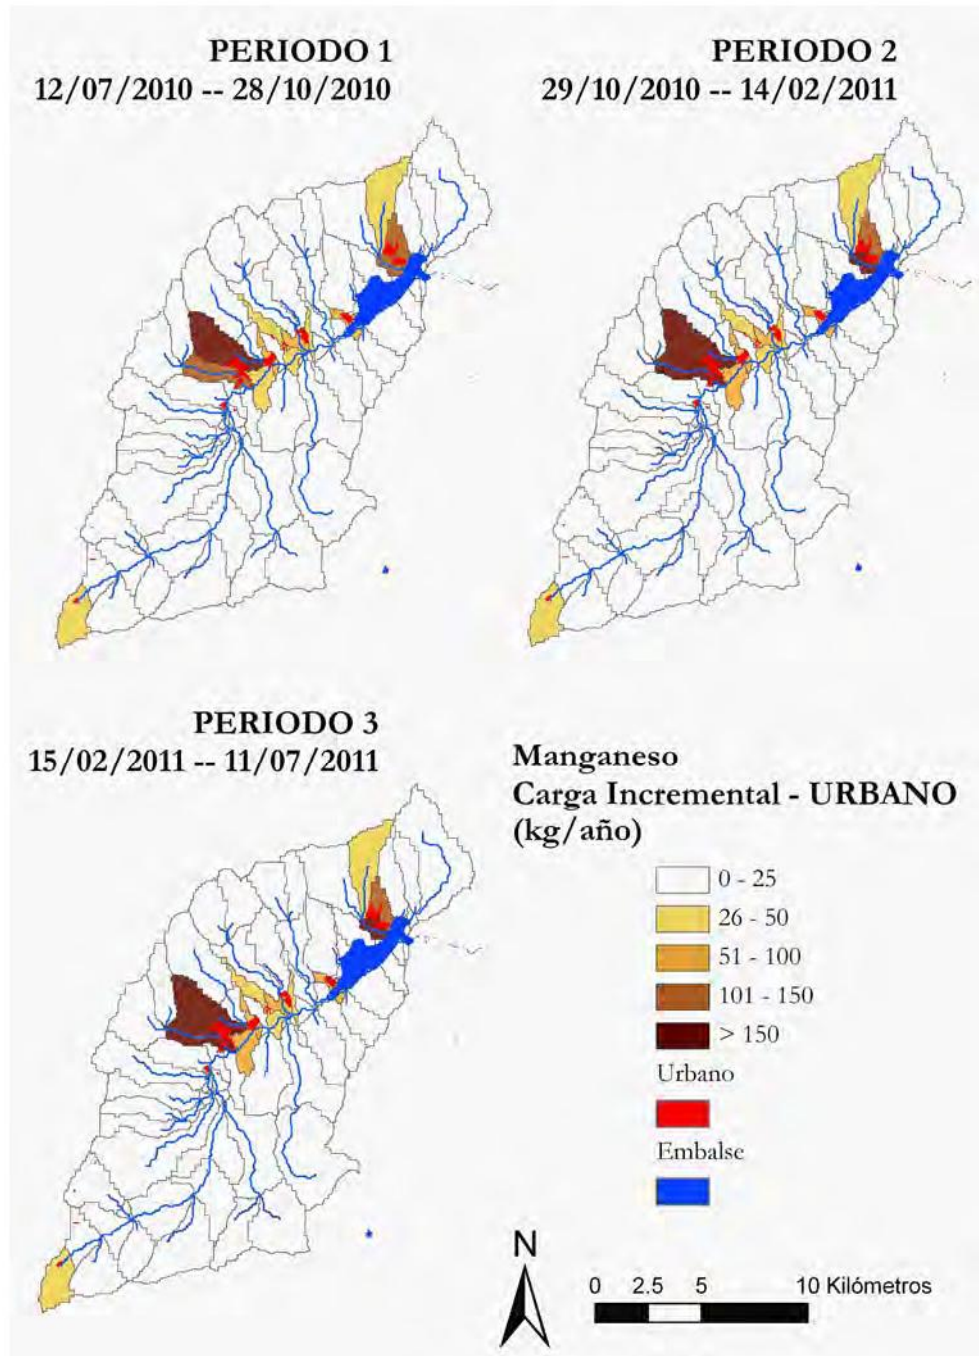 PERIODO 1
12/07/2010 -- 28/10/2010
PERIODO 2
29/10/2010 -- 14/02/2011
PERIODO 3
15/02/2011 -- 11/07/2011
Manganeso
Carga Incremental - URBANO
(kg/año)
0 - 25
26 - 50
51 - 100
101 - 150
> 150
Urbano
Embalse
N
0 2.5 5 10 Kilómetros